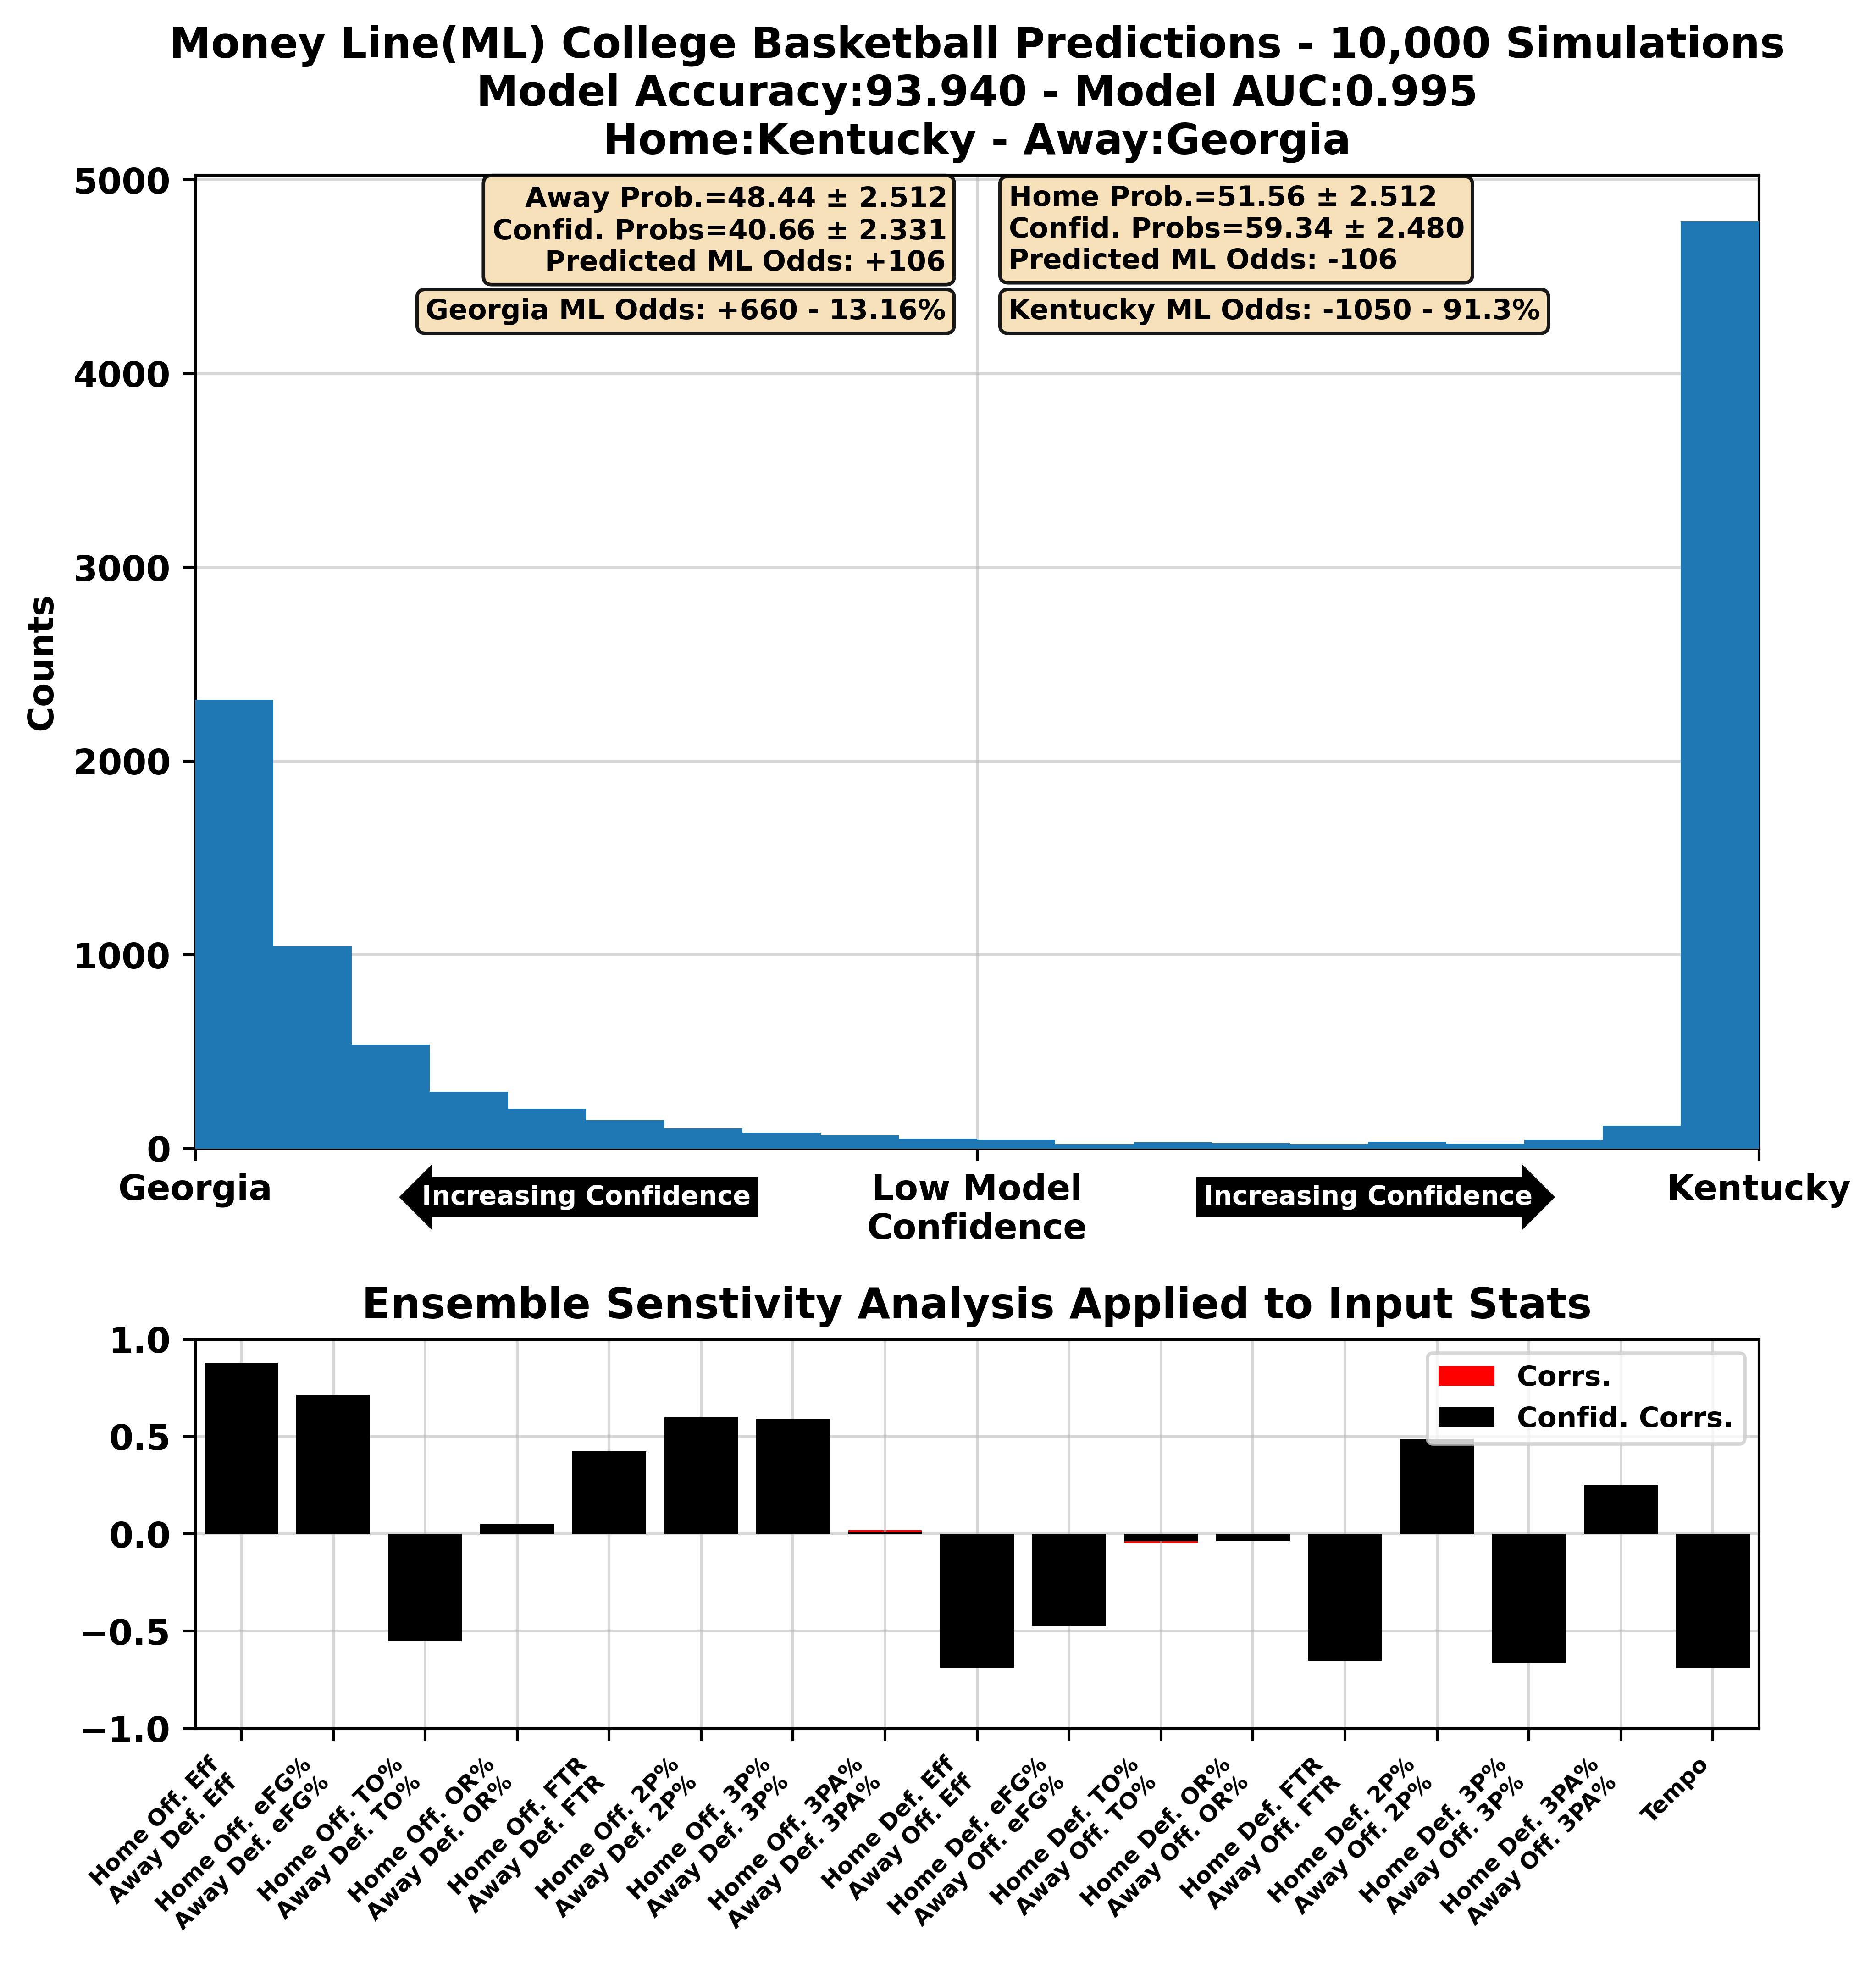 Money Line(ML) College Basketball Predictions - 10,000 Simulations
Model Accuracy:93.940 - Model AUC:0.995
Home:Kentucky - Away:Georgia
Away Prob.=48.44 ± 2.512
Confid. Probs=40.66 ± 2.331
Predicted ML Odds: +106
Georgia ML Odds: +660 - 13.16%
Home Prob.=51.56 ± 2.512
Confid. Probs=59.34 ± 2.480
Predicted ML Odds: -106
Kentucky ML Odds: -1050 - 91.3%
Counts
5000
4000
3000
2000
1000
0
Georgia
Increasing Confidence
Low Model
Confidence
Increasing Confidence
Kentucky
Ensemble Senstivity Analysis Applied to Input Stats
1.0
0.5
0.0
−0.5
−1.0
Corrs.
Confid. Corrs.
Home Off. Eff
Away Def. Eff
Home Off. eFG%
Away Def. eFG%
Home Off. TO%
Away Def. TO%
Home Off. OR%
Away Def. OR%
Home Off. FTR
Away Def. FTR
Home Off. 2P%
Away Def. 2P%
Home Off. 3P%
Away Def. 3P%
Home Off. 3PA%
Away Def. 3PA%
Home Def. Eff
Away Off. Eff
Home Def. eFG%
Away Off. eFG%
Home Def. TO%
Away Off. TO%
Home Def. OR%
Away Off. OR%
Home Def. FTR
Away Off. FTR
Home Def. 2P%
Away Off. 2P%
Home Def. 3P%
Away Off. 3P%
Home Def. 3PA%
Away Off. 3PA%
Tempo